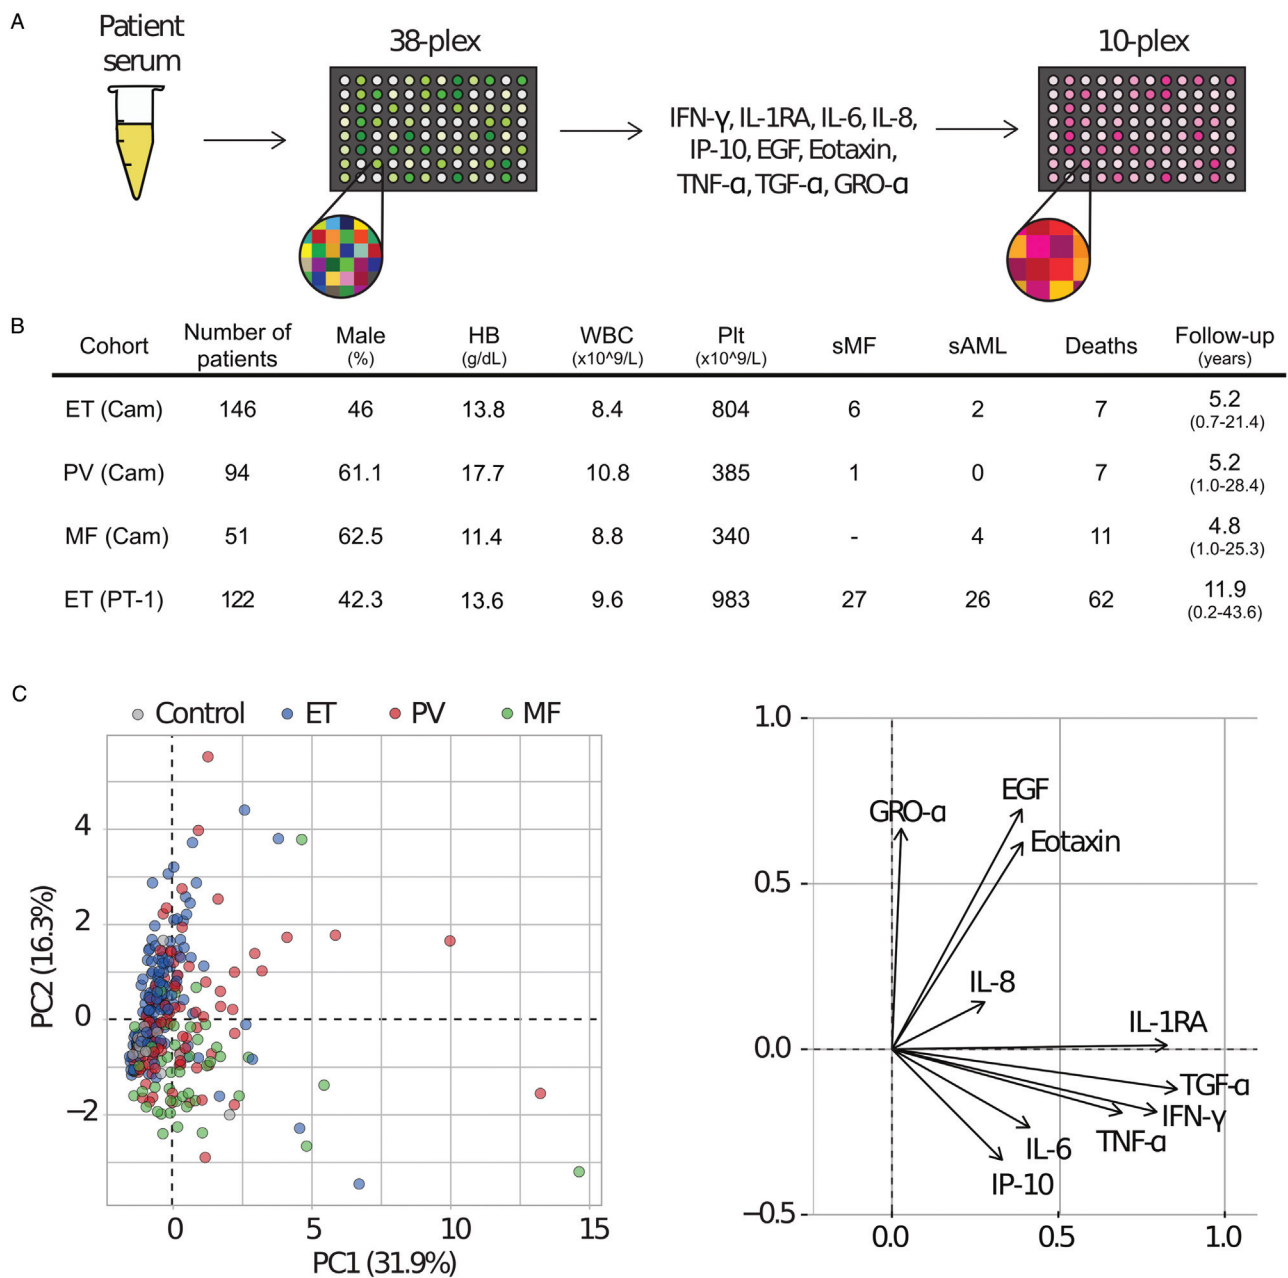 A
Patient
serum
38-plex
IFN-γ, IL-1RA, IL-6, IL-8,
IP-10, EGF, Eotaxin,
TNF-α, TGF-α, GRO-α
10-plex
B
Cohort Number of patients Male (%) HB (g/dL) WBC (x10^9/L) Plt (x10^9/L) sMF sAML Deaths Follow-up (years)
ET (Cam) 146 46 13.8 8.4 804 6 2 7 5.2 (0.7-21.4)
PV (Cam) 94 61.1 17.7 10.8 385 1 0 7 5.2 (1.0-28.4)
MF (Cam) 51 62.5 11.4 8.8 340 - 4 11 4.8 (1.0-25.3)
ET (PT-1) 122 42.3 13.6 9.6 983 27 26 62 11.9 (0.2-43.6)
C
Control ET PV MF
4
2
0
−2
PC2 (16.3%)
0 5 10 15
PC1 (31.9%)
1.0
0.5
0.0
−0.5
GRO-α
EGF
Eotaxin
IL-8
IL-1RA
TGF-α
IFN-γ
TNF-α
IL-6
IP-10
0.0 0.5 1.0